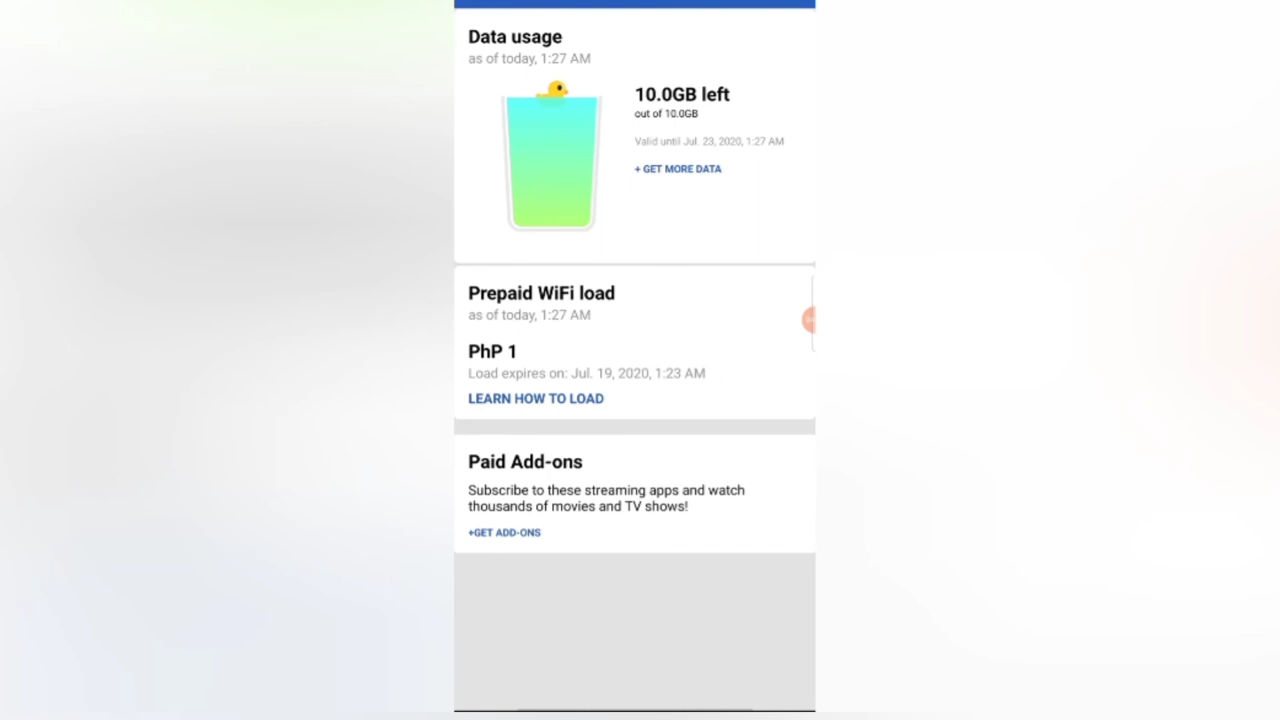 Data usage
as of today, 1:27 AM
10.0GB left
out of 10.0GB
Valid until Jul. 23, 2020, 1:27 AM
+ GET MORE DATA
Prepaid WiFi load
as of today, 1:27 AM
PhP 1
Load expires on: Jul. 19, 2020, 1:23 AM
LEARN HOW TO LOAD
Paid Add-ons
Subscribe to these streaming apps and watch
thousands of movies and TV shows!
+GET ADD-ONS